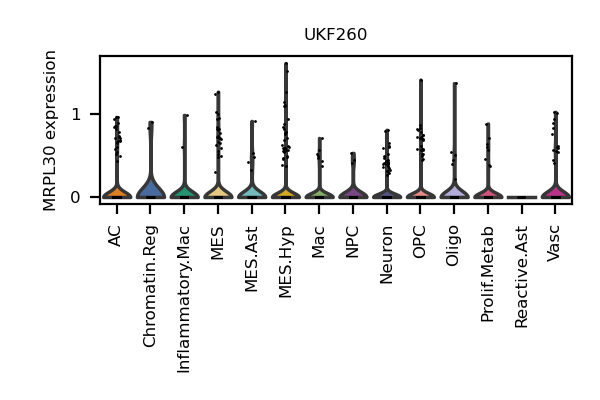 UKF260
MRPL30 expression
1
0
AC
Chromatin.Reg
Inflammatory.Mac
MES
MES.Ast
MES.Hyp
Mac
NPC
Neuron
OPC
Oligo
Prolif.Metab
Reactive.Ast
Vasc